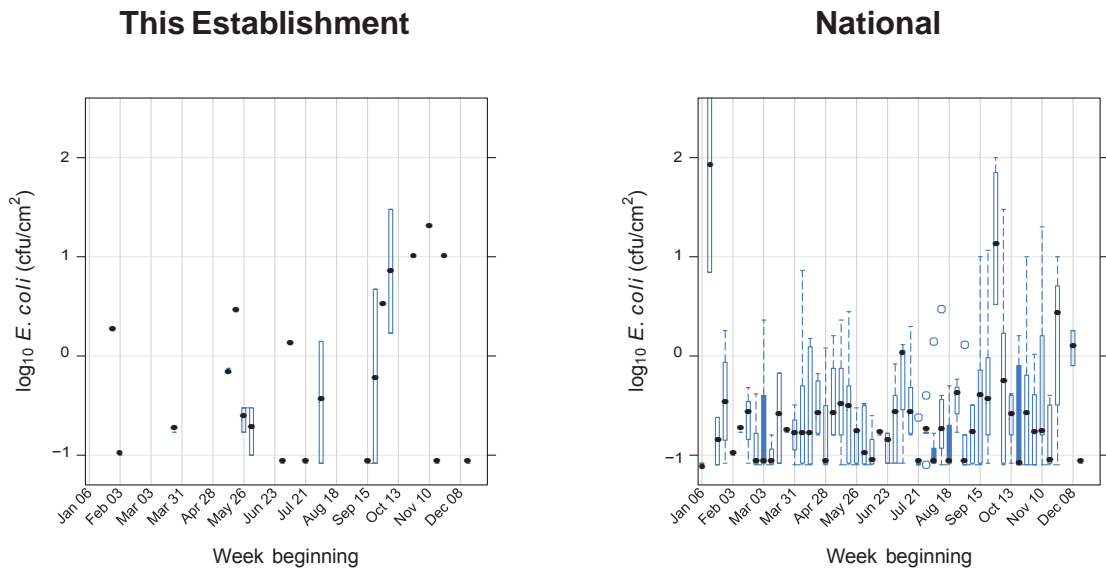 This Establishment
National
log10 E. coli (cfu/cm2)
2
1
0
−1
Jan 06
Feb 03
Mar 03
Mar 31
Apr 28
May 26
Jun 23
Jul 21
Aug 18
Sep 15
Oct 13
Nov 10
Dec 08
Week beginning
log10 E. coli (cfu/cm2)
2
1
0
−1
Jan 06
Feb 03
Mar 03
Mar 31
Apr 28
May 26
Jun 23
Jul 21
Aug 18
Sep 15
Oct 13
Nov 10
Dec 08
Week beginning